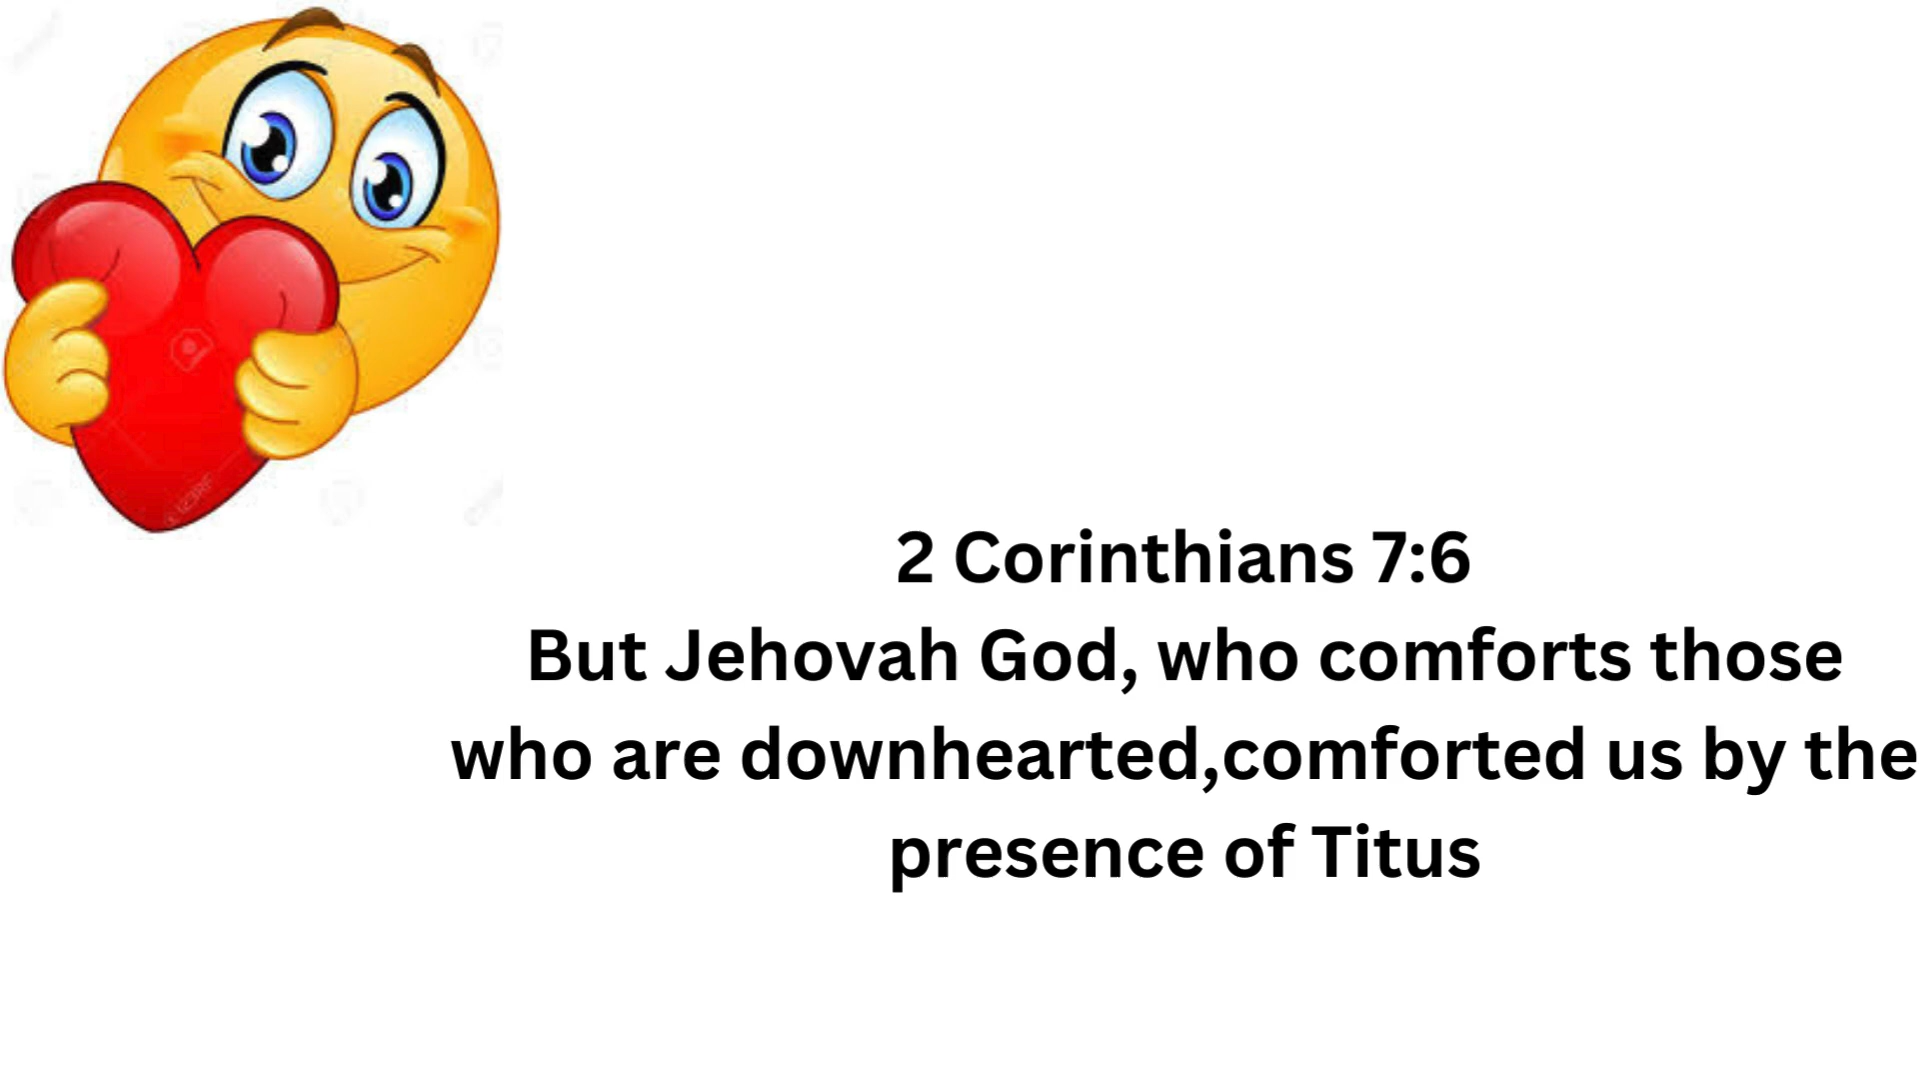 2 Corinthians 7:6
But Jehovah God, who comforts those
who are downhearted,comforted us by the
presence of Titus
123RF